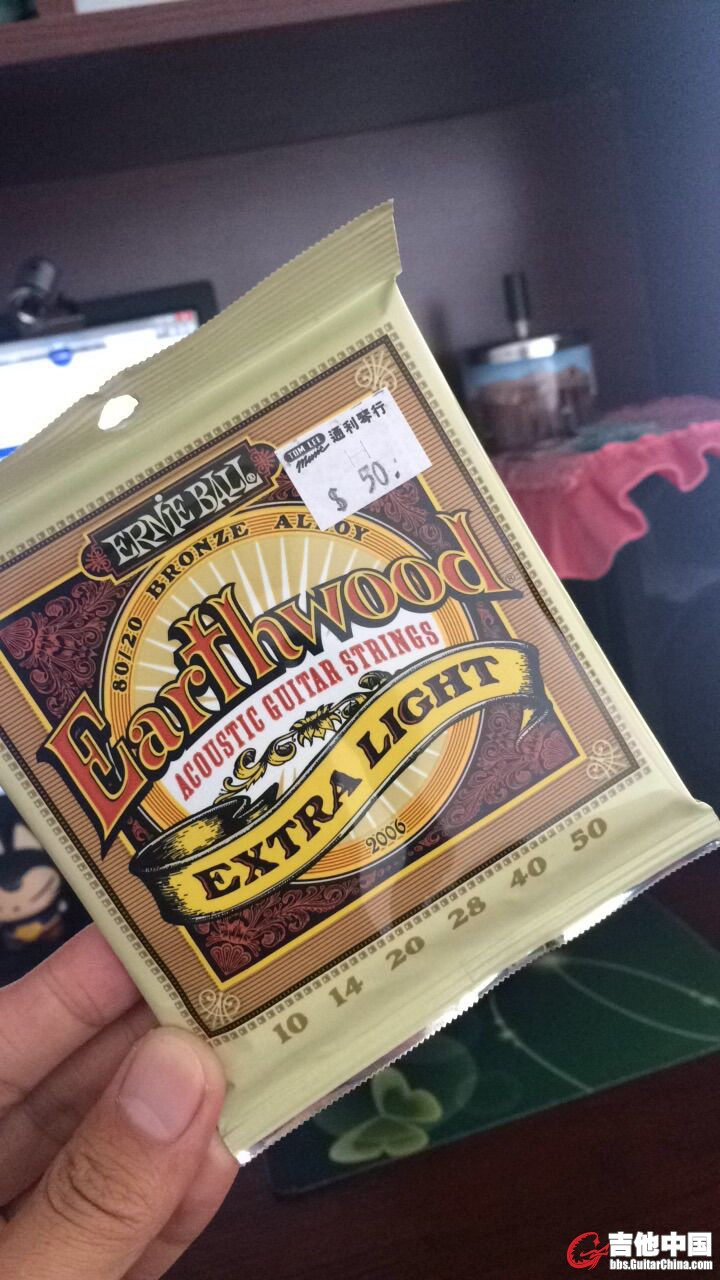 TOM LEE Music 通利琴行
$ 50.
ERNIE BALL®
80/20 BRONZE ALLOY
Earthwood®
ACOUSTIC GUITAR STRINGS
EXTRA LIGHT
2006
10 14 20 28 40 50
吉他中国
bbs.GuitarChina.com